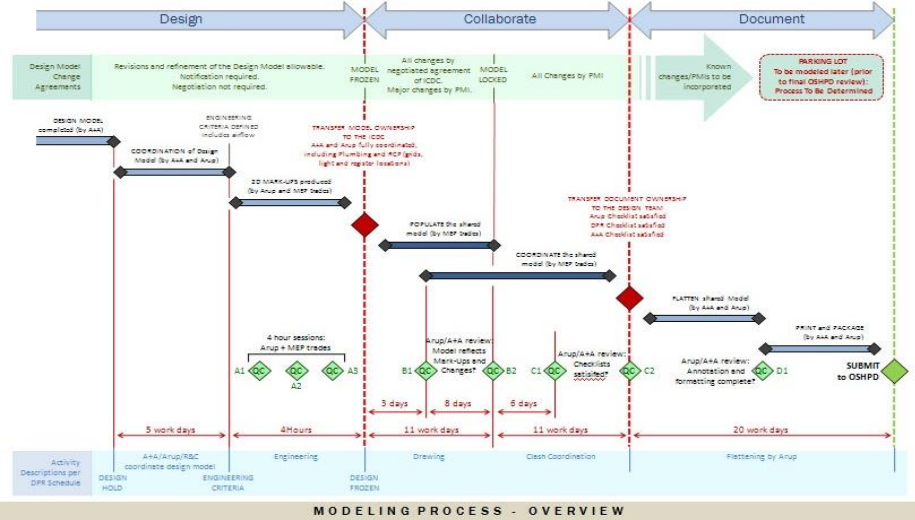 Design
Collaborate
Document
Design Model
Change
Agreements
Revisions and refinement of the Design Model allowable.
Notification required.
Negotiation not required.
MODEL
FROZEN
All changes by
negotiated agreement
of ICDC.
Major changes by PMI.
MODEL
LOCKED
All Changes by PMI
Known
changes/PMIs to be
incorporated
PARKING LOT
To be modeled later (prior
to final OSHPD review):
Process To Be Determined
DESIGN MODEL
completed (by A+A)
ENGINEERING
CRITERIA DEFINED
includes airflow
COORDINATION of Design
Model (by A+A and Arup)
TRANSFER MODEL OWNERSHIP
TO THE ICDC
A+A and Arup fully coordinated,
including Plumbing and RCP (grids,
light and register locations)
2D MARK-UPS produced
(by Arup and MEP trades)
TRANSFER DOCUMENT OWNERSHIP
TO THE DESIGN TEAM
Arup Checklist satisfied
DPR Checklist satisfied
A+A Checklist satisfied
POPULATE the shared
model (by MEP trades)
COORDINATE the shared
model (by MEP trades)
FLATTEN shared Model
(by A+A and Arup)
PRINT and PACKAGE
(by A+A and Arup)
4 hour sessions:
Arup + MEP trades
A1 QC QC QC A3
A2
Arup/A+A review:
Model reflects
Mark-Ups and
Changes?
B1 QC QC B2
Arup/A+A review:
Checklists
satisfied?
C1 QC QC C2
Arup/A+A review:
Annotation and
formatting complete?
QC D1
SUBMIT
to OSHPD
3 days
8 days
6 days
5 work days
4Hours
11 work days
11 work days
20 work days
Activity
Descriptions per
DPR Schedule
A+A/Arup/R&C
coordinate design model
Engineering
Drawing
Clash Coordination
Flattening by Arup
DESIGN
HOLD
ENGINEERING
CRITERIA
DESIGN
FROZEN
MODELING PROCESS - OVERVIEW